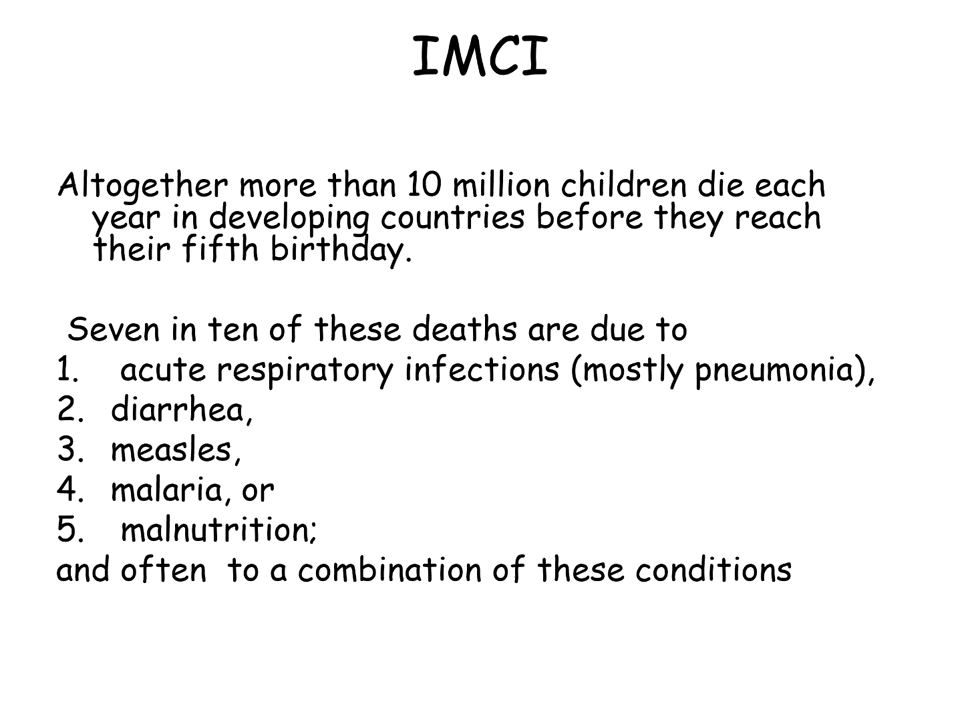 IMCI
Altogether more than 10 million children die each
year in developing countries before they reach
their fifth birthday.
Seven in ten of these deaths are due to
1. acute respiratory infections (mostly pneumonia),
2. diarrhea,
3. measles,
4. malaria, or
5. malnutrition;
and often to a combination of these conditions